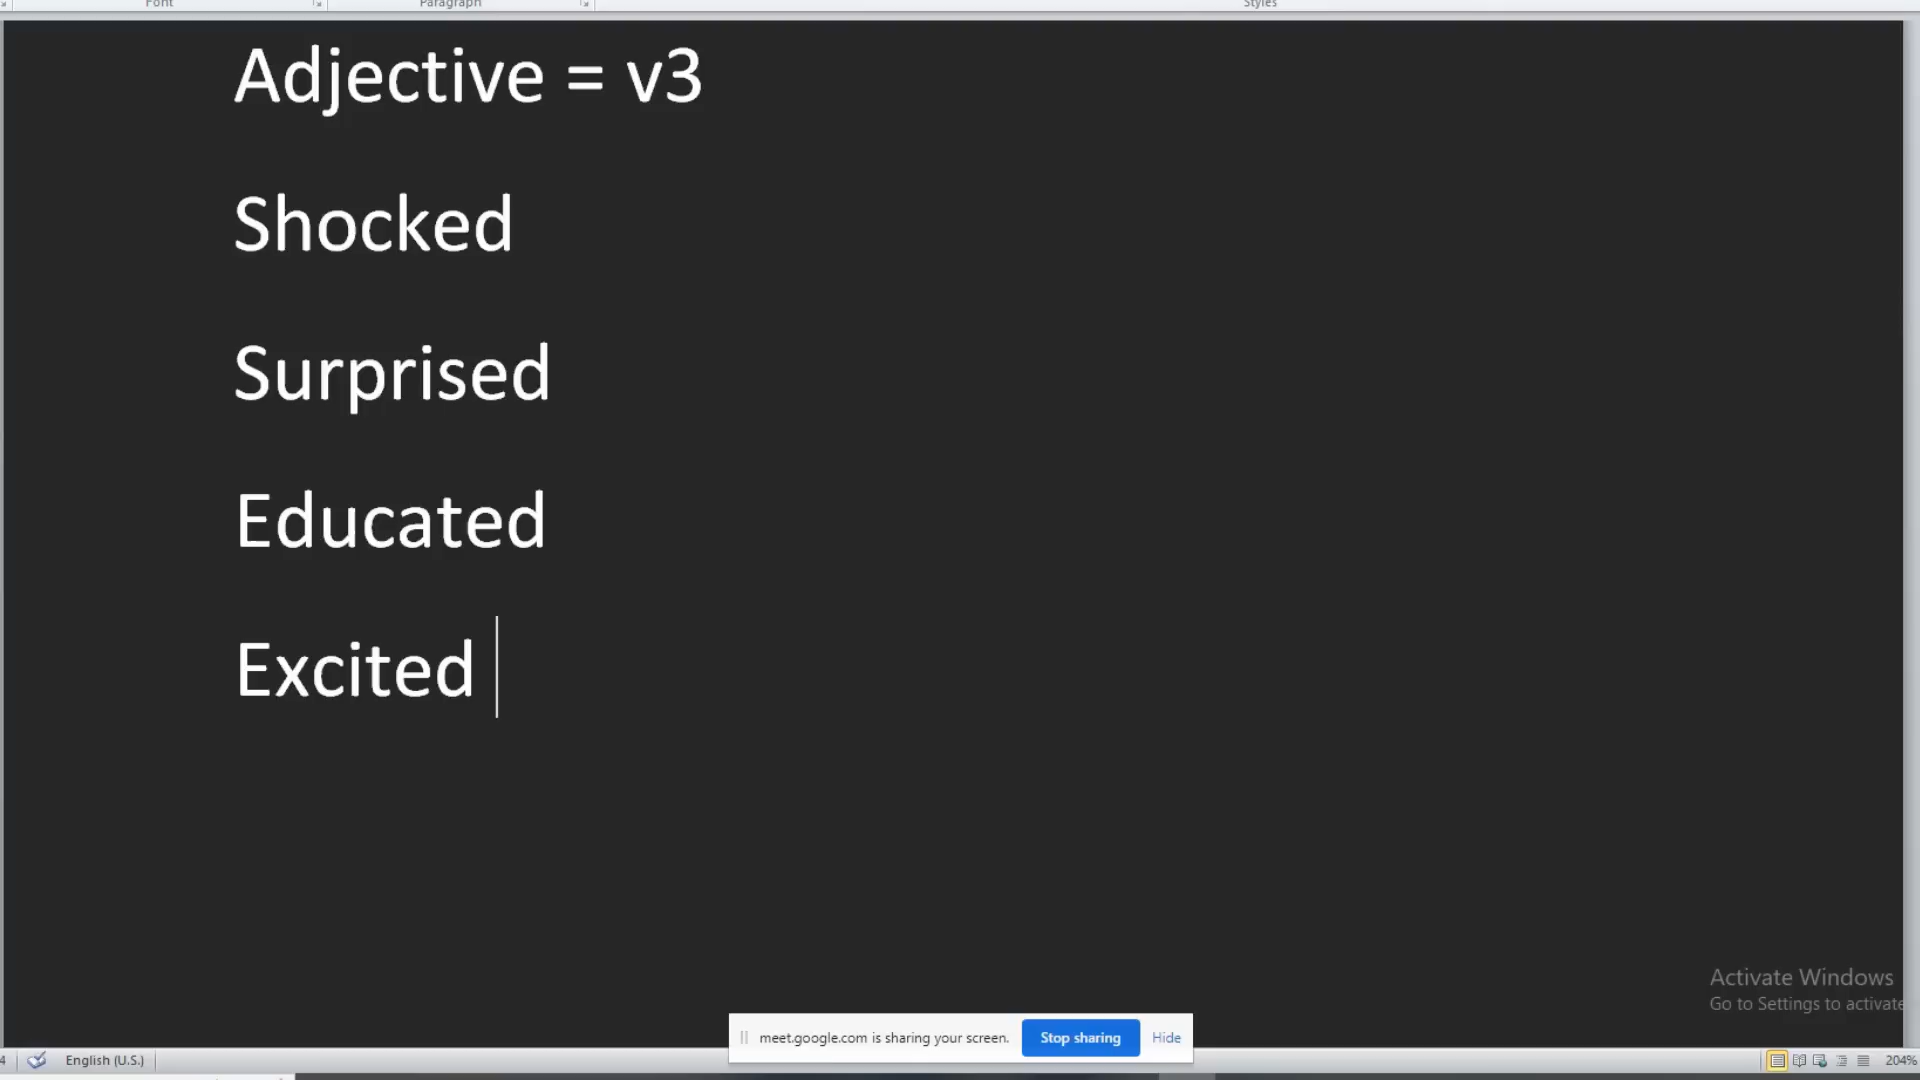 Font Paragraph Styles
Adjective = v3
Shocked
Surprised
Educated
Excited
Activate Windows
Go to Settings to activate
meet.google.com is sharing your screen. Stop sharing Hide
4 English (U.S.) 204%